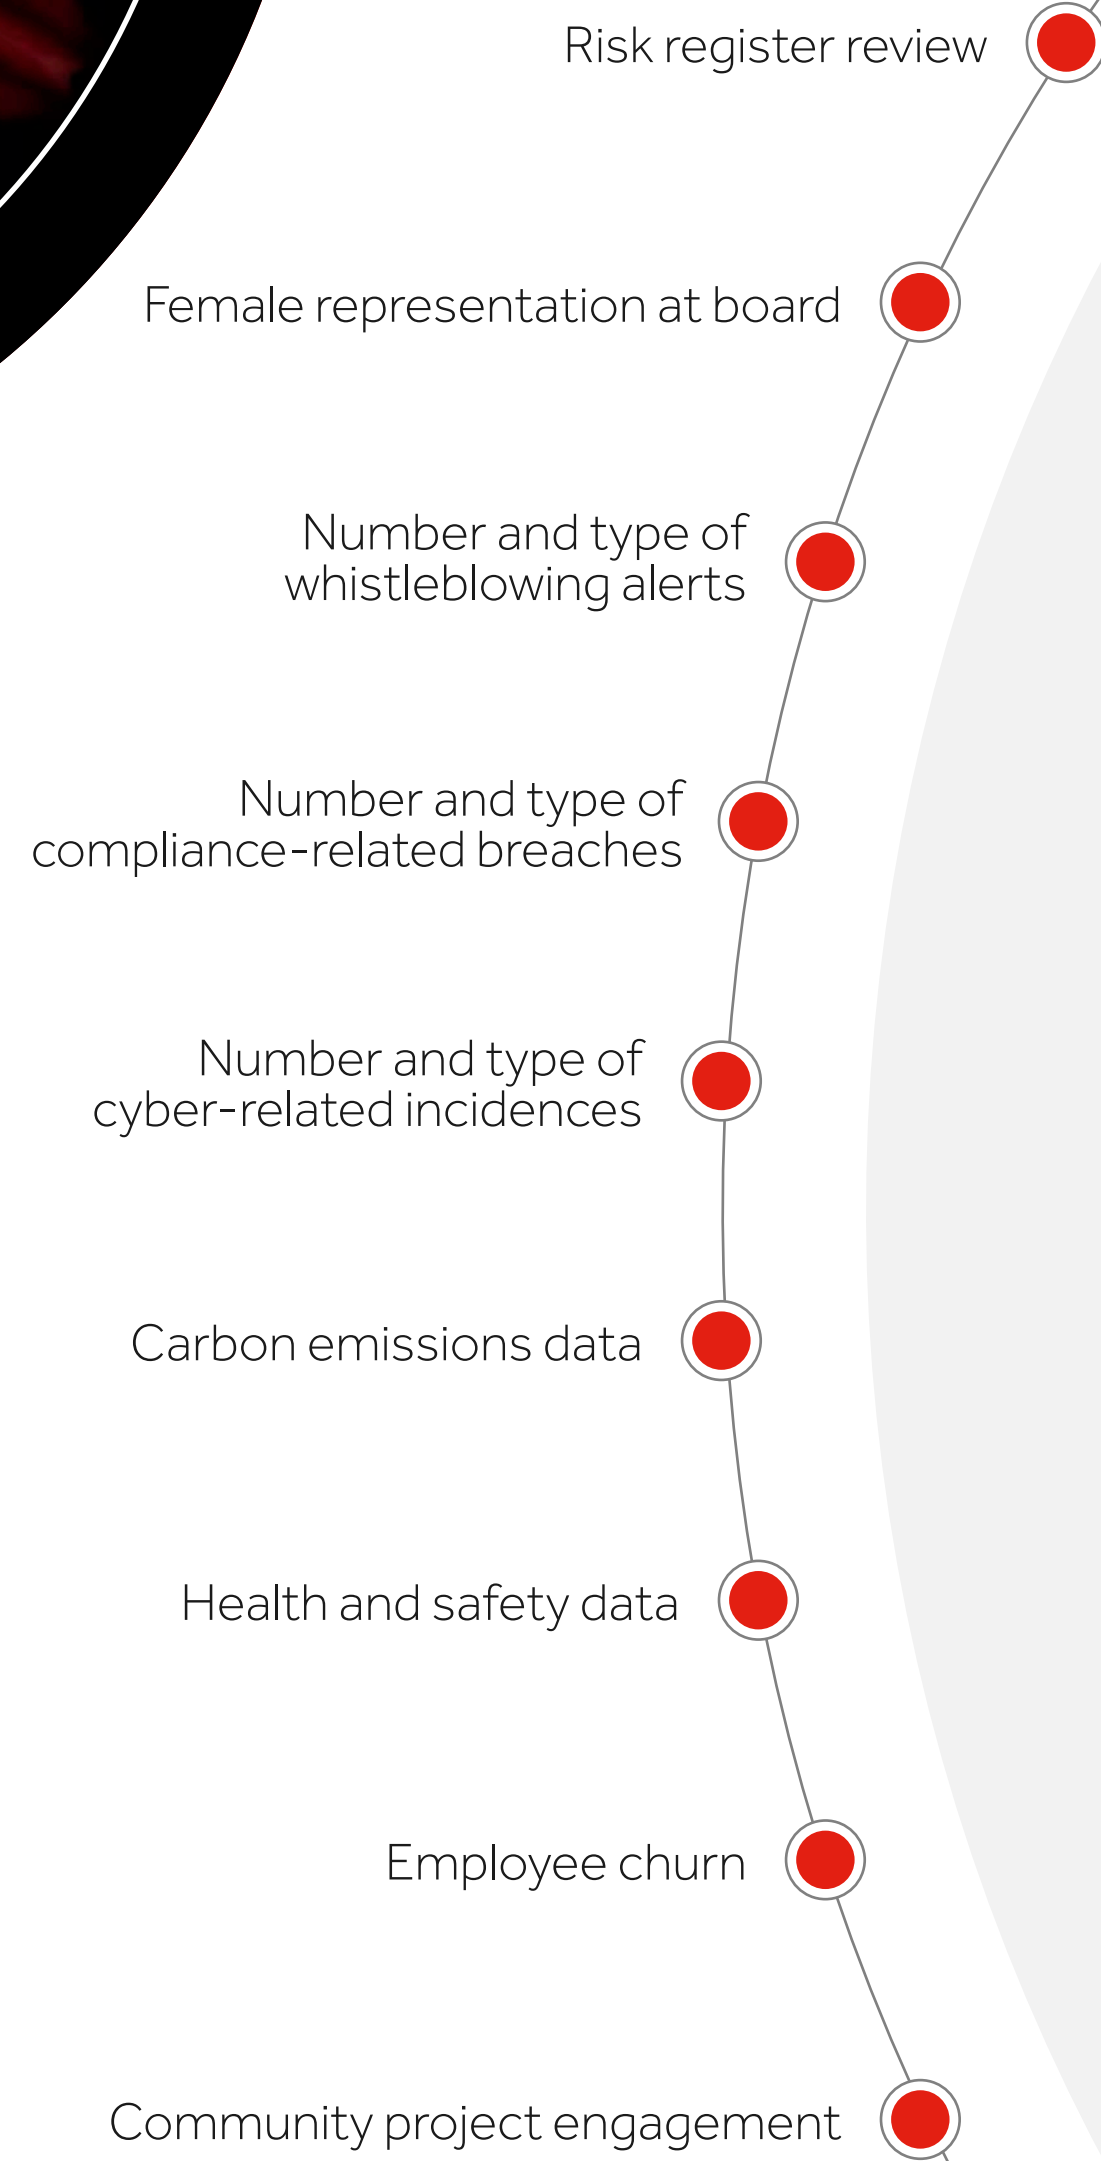 Risk register review
Female representation at board
Number and type of
whistleblowing alerts
Number and type of
compliance-related breaches
Number and type of
cyber-related incidences
Carbon emissions data
Health and safety data
Employee churn
Community project engagement